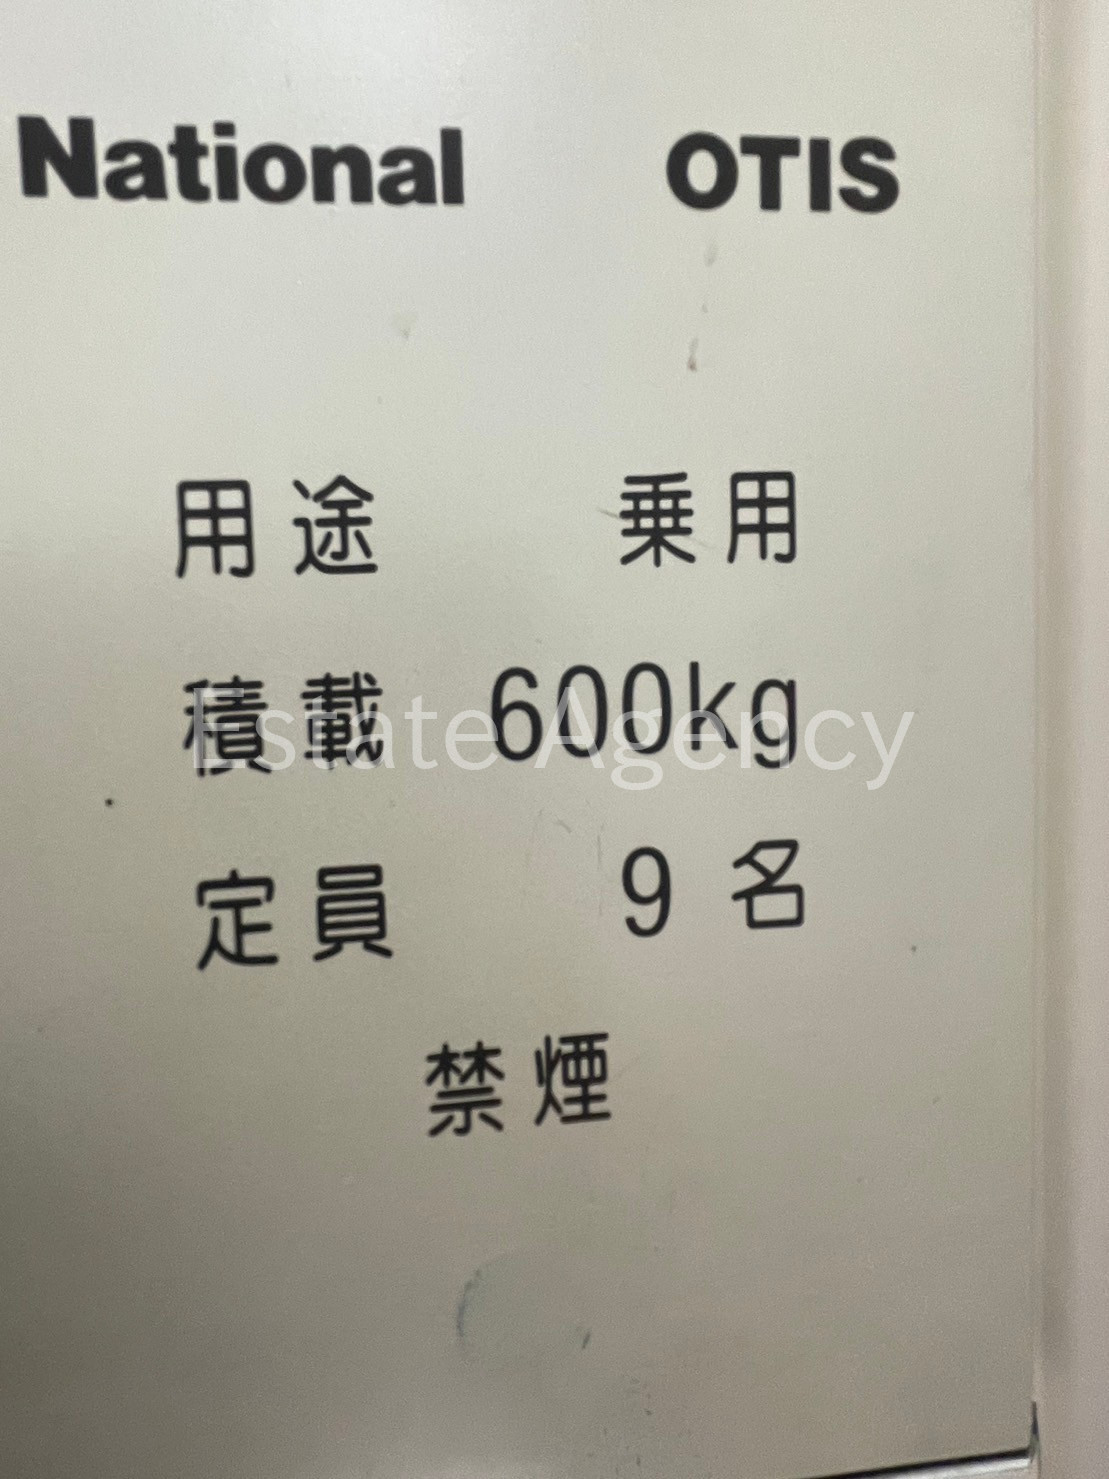 National OTIS
用途 乗用
積載 600kg
Estate Agency
定員 9名
禁煙